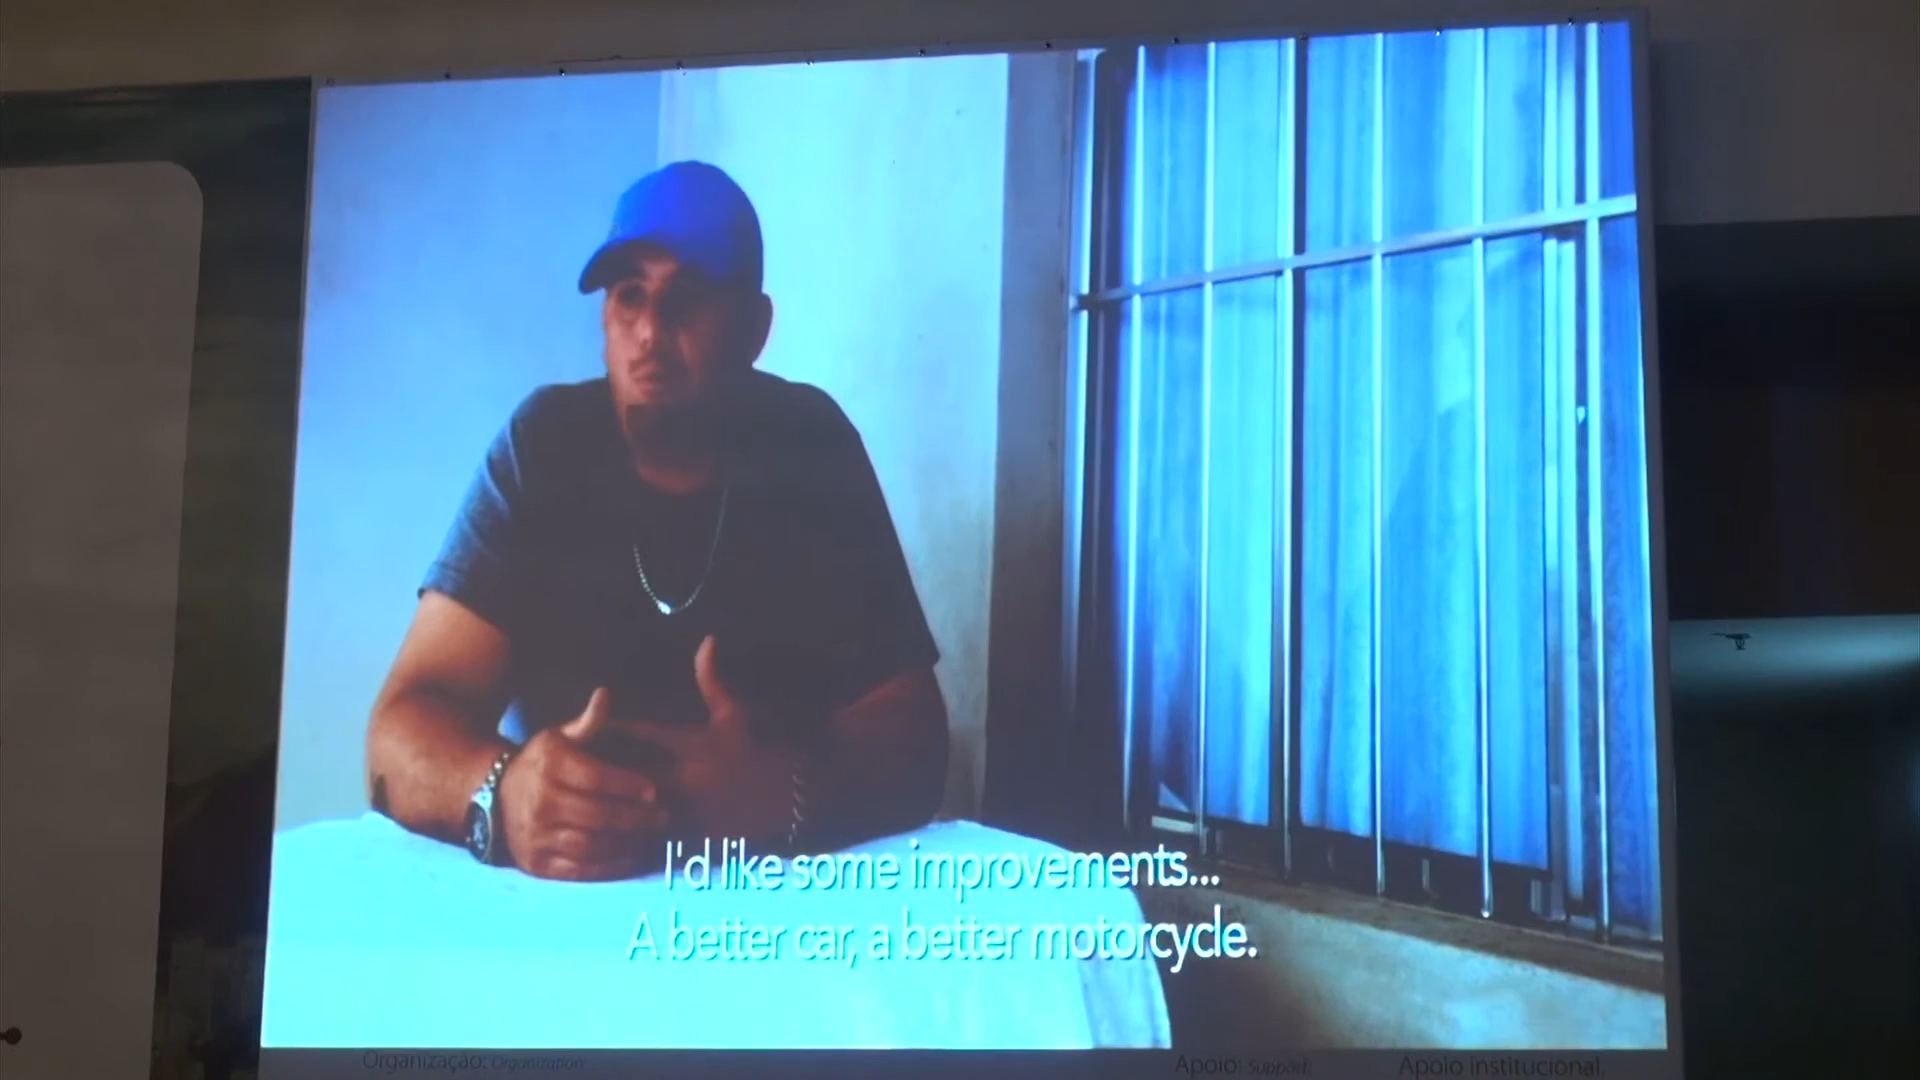 I'd like some improvements...
A better car, a better motorcycle.
Organização: Organization:
Apoio: Support:
Apoio institucional: